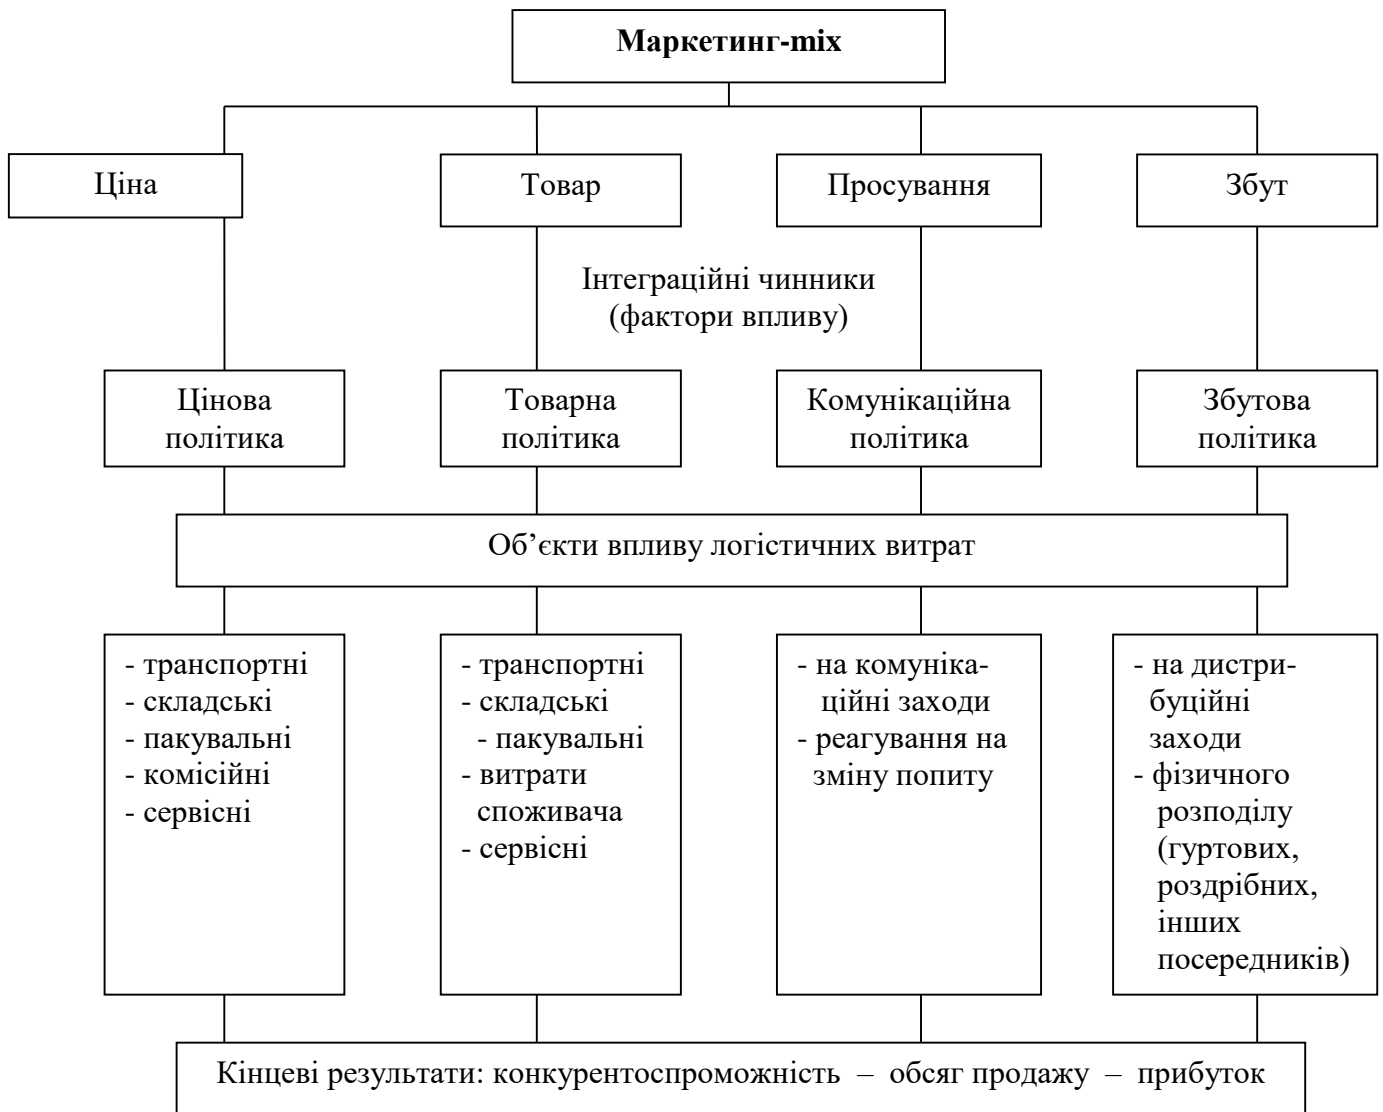 Маркетинг-mix
Ціна
Товар
Просування
Збут
Інтеграційні чинники
(фактори впливу)
Цінова
політика
Товарна
політика
Комунікаційна
політика
Збутова
політика
Об’єкти впливу логістичних витрат
- транспортні
- складські
- пакувальні
- комісійні
- сервісні
- транспортні
- складські
- пакувальні
- витрати
споживача
- сервісні
- на комуніка-
ційні заходи
- реагування на
зміну попиту
- на дистри-
буційні
заходи
- фізичного
розподілу
(гуртових,
роздрібних,
інших
посередників)
Кінцеві результати: конкурентоспроможність – обсяг продажу – прибуток